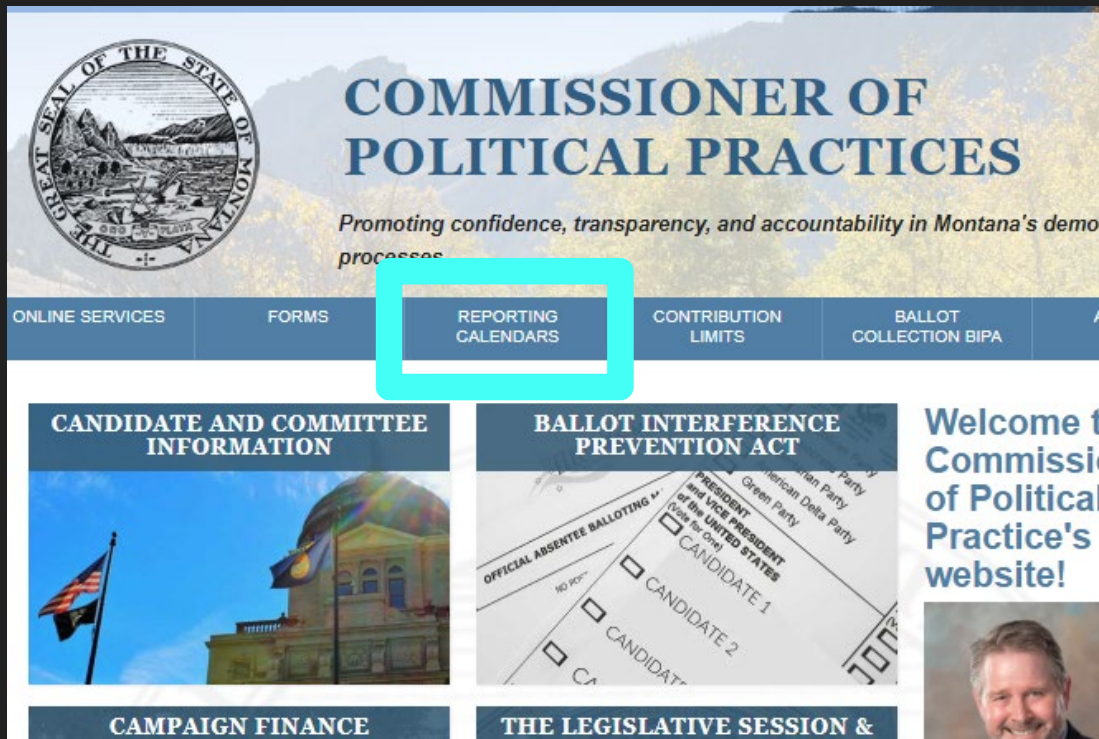 THE GREAT SEAL OF THE STATE OF MONTANA
ORO Y PLATA
COMMISSIONER OF
POLITICAL PRACTICES
Promoting confidence, transparency, and accountability in Montana's demo
processes
ONLINE SERVICES
FORMS
REPORTING
CALENDARS
CONTRIBUTION
LIMITS
BALLOT
COLLECTION BIPA
A
CANDIDATE AND COMMITTEE
INFORMATION
BALLOT INTERFERENCE
PREVENTION ACT
OFFICIAL ABSENTEE BALLOTING
PRESIDENT
and VICE PRESIDENT
of the UNITED STATES
(Vote for One)
Party
American Delta Party
Green Party
CANDIDATE 1
CANDIDATE 2
Welcome t
Commissi
of Political
Practice's
website!
CAMPAIGN FINANCE
THE LEGISLATIVE SESSION &